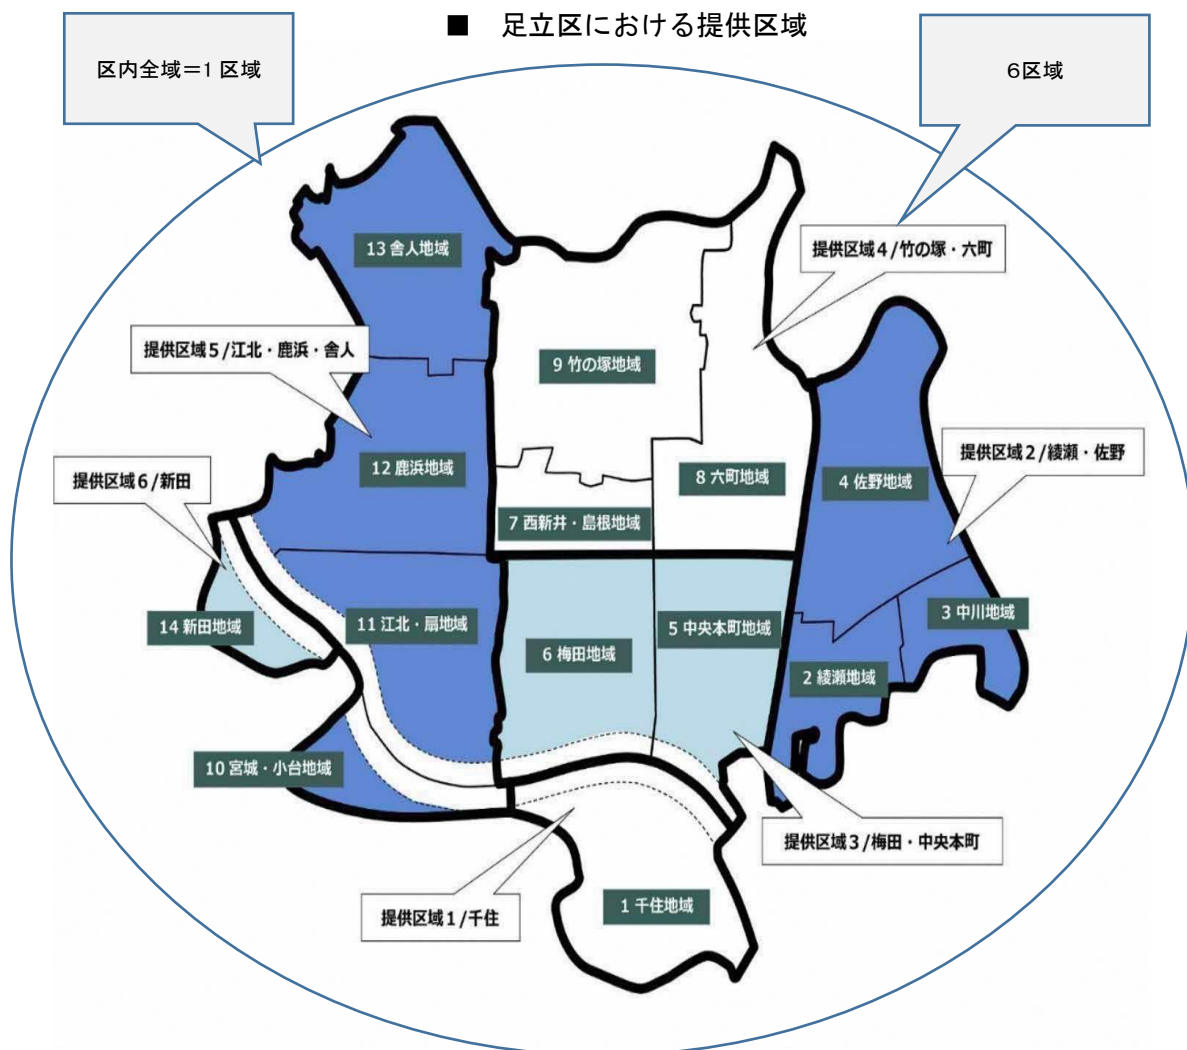 ■ 足立区における提供区域
区内全域＝1 区域
6区域
13 舎人地域
提供区域4/竹の塚・六町
提供区域5/江北・鹿浜・舎人
9 竹の塚地域
提供区域2/綾瀬・佐野
12 鹿浜地域
8 六町地域
4 佐野地域
提供区域6/新田
7 西新井・島根地域
3 中川地域
14 新田地域
11 江北・扇地域
5 中央本町地域
6 梅田地域
2 綾瀬地域
10 宮城・小台地域
提供区域3/梅田・中央本町
1 千住地域
提供区域1/千住